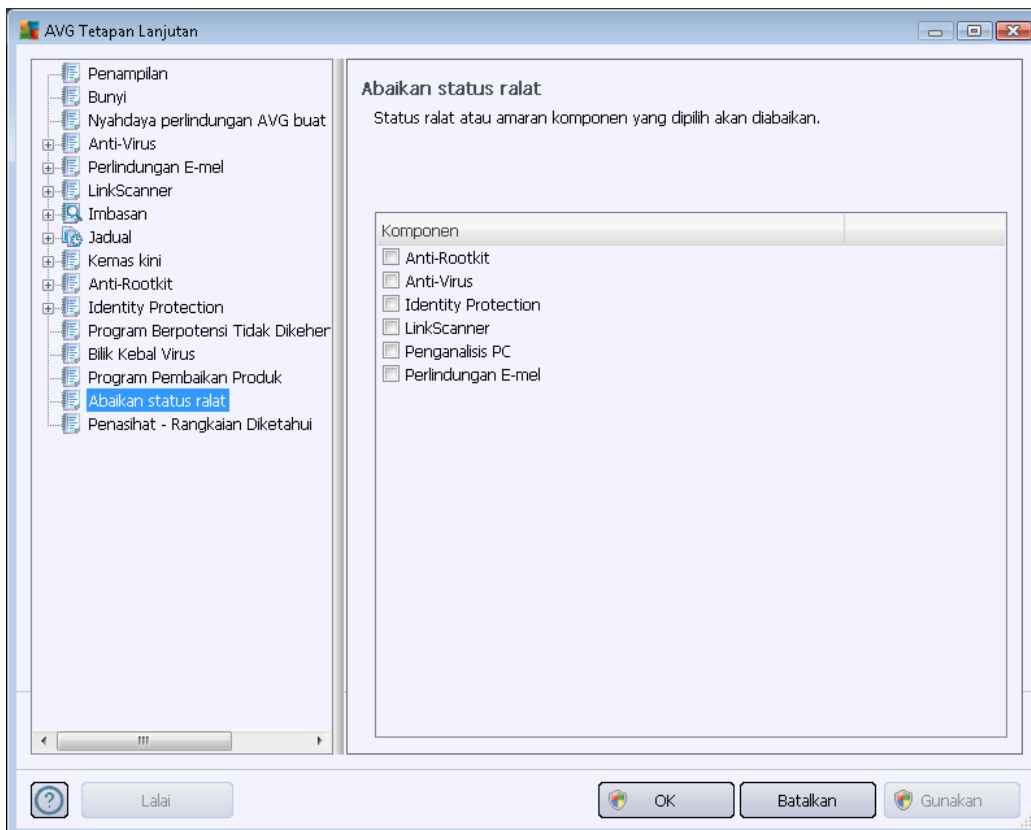 AVG Tetapan Lanjutan
Penampilan
Bunyi
Nyahdaya perlindungan AVG buat
Anti-Virus
Perlindungan E-mel
LinkScanner
Imbasan
Jadual
Kemas kini
Anti-Rootkit
Identity Protection
Program Berpotensi Tidak Dikeher
Bilik Kebal Virus
Program Pembaikan Produk
Abaikan status ralat
Penasihat - Rangkaian Diketahui
Abaikan status ralat
Status ralat atau amaran komponen yang dipilih akan diabaikan.
Komponen
Anti-Rootkit
Anti-Virus
Identity Protection
LinkScanner
Penganalisis PC
Perlindungan E-mel
Lalai
OK
Batalkan
Gunakan